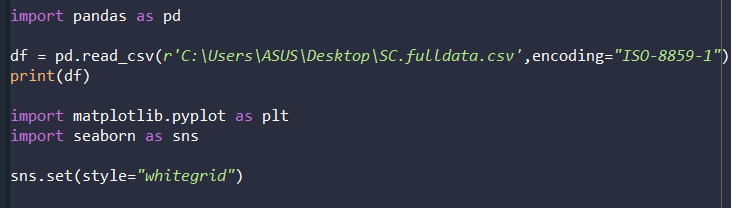 import pandas as pd
df = pd.read_csv(r'C:\Users\ASUS\Desktop\SC.fulldata.csv',encoding="ISO-8859-1")
print(df)
import matplotlib.pyplot as plt
import seaborn as sns
sns.set(style="whitegrid")